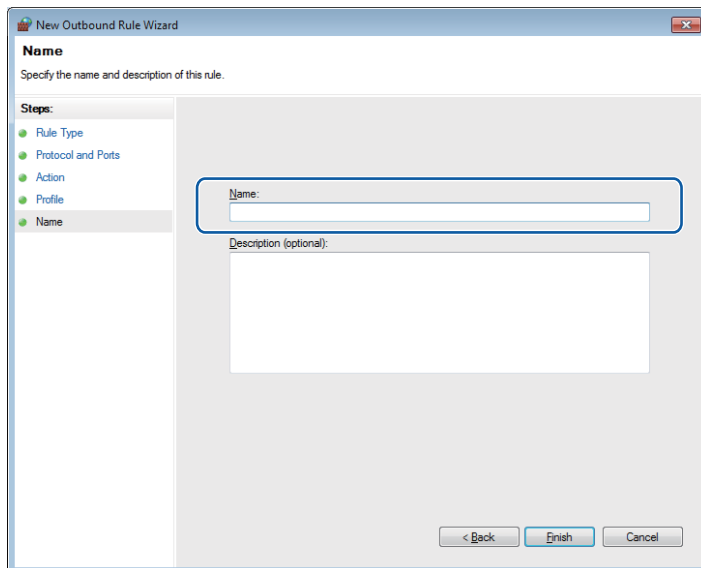 New Outbound Rule Wizard
Name
Specify the name and description of this rule.
Steps:
Rule Type
Protocol and Ports
Action
Profile
Name
Name:
Description (optional):
< Back
Finish
Cancel